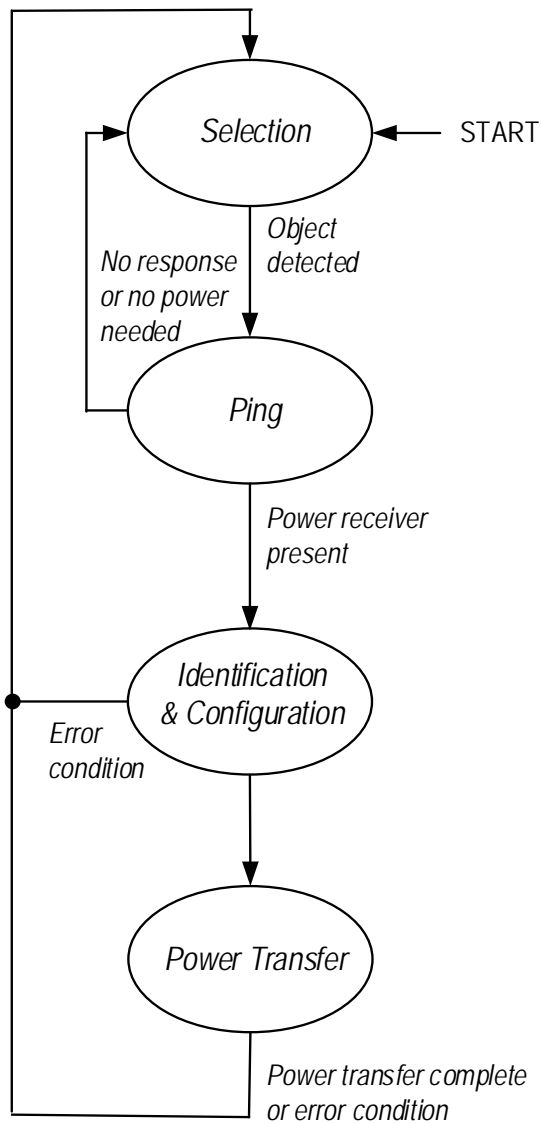 Selection
START
Object
detected
No response
or no power
needed
Ping
Power receiver
present
Identification
& Configuration
Error
condition
Power Transfer
Power transfer complete
or error condition